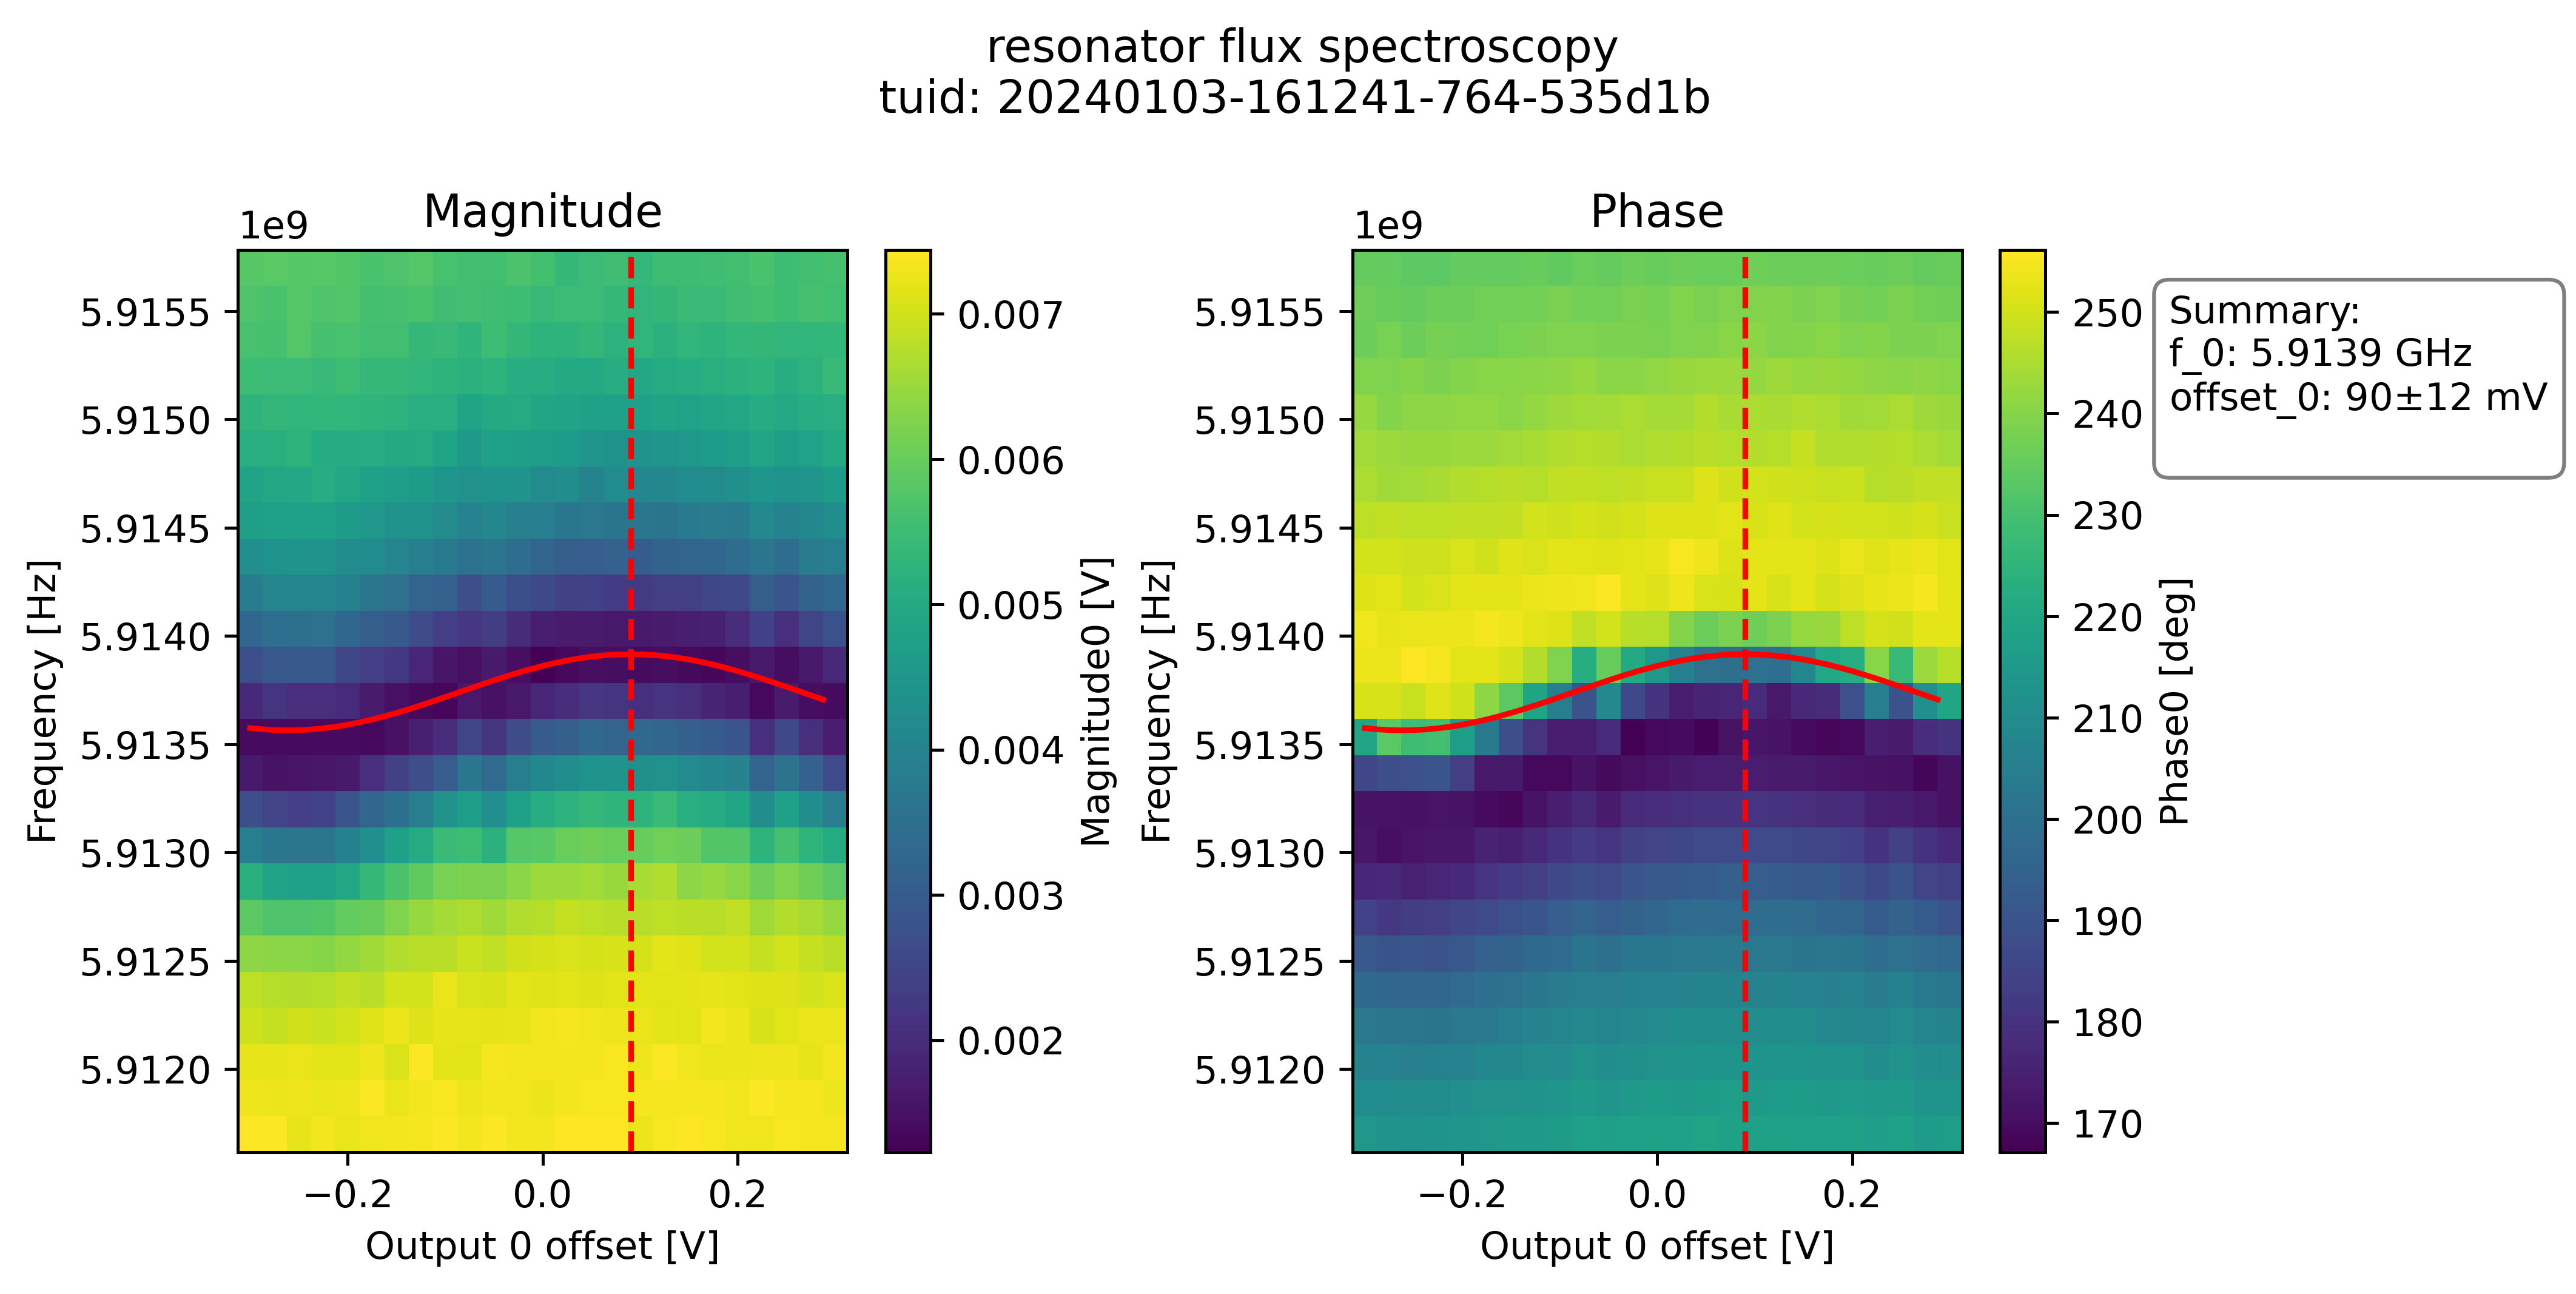 resonator flux spectroscopy
tuid: 20240103-161241-764-535d1b
Magnitude
1e9
5.9155
5.9150
5.9145
5.9140
5.9135
5.9130
5.9125
5.9120
Frequency [Hz]
−0.2
0.0
0.2
Output 0 offset [V]
0.007
0.006
0.005
0.004
0.003
0.002
Magnitude0 [V]
Phase
1e9
5.9155
5.9150
5.9145
5.9140
5.9135
5.9130
5.9125
5.9120
Frequency [Hz]
−0.2
0.0
0.2
Output 0 offset [V]
250
240
230
220
210
200
190
180
170
Phase0 [deg]
Summary:
f_0: 5.9139 GHz
offset_0: 90±12 mV